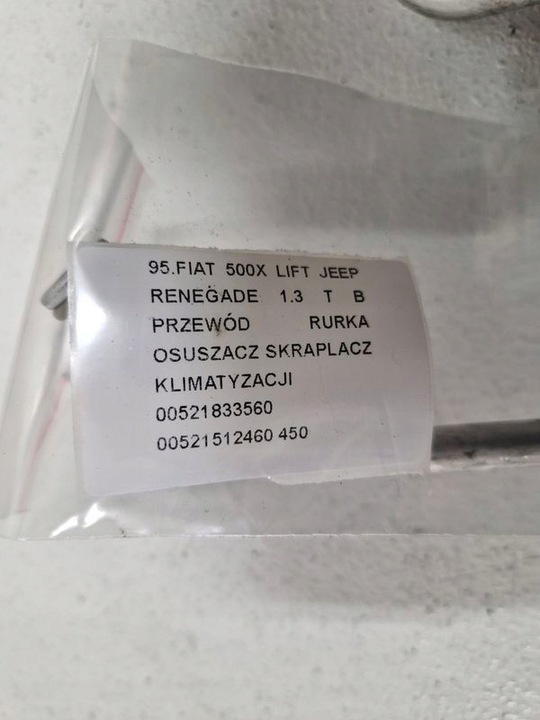 95.FIAT 500X LIFT JEEP
RENEGADE 1.3 T B
PRZEWÓD RURKA
OSUSZACZ SKRAPLACZ
KLIMATYZACJI
00521833560
00521512460 450